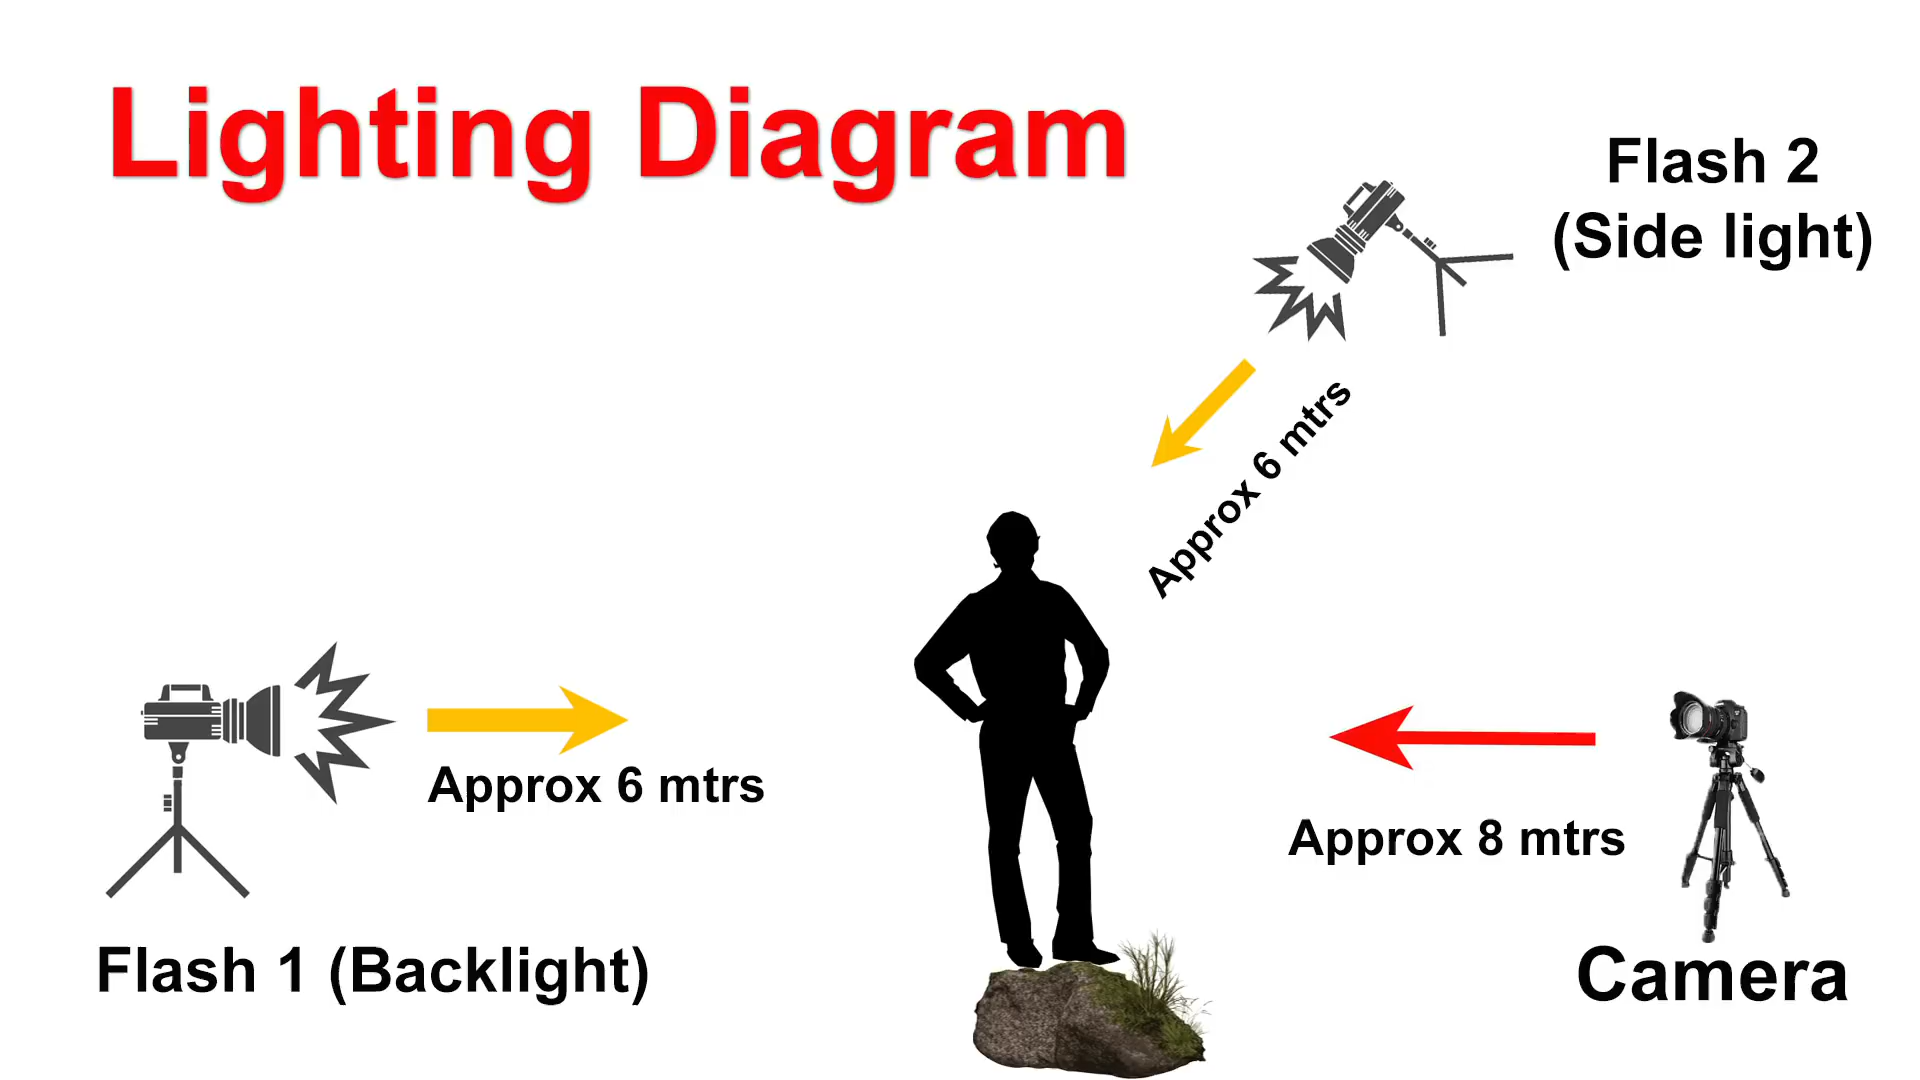 Lighting Diagram
Flash 2
(Side light)
Approx 6 mtrs
Approx 6 mtrs
Approx 8 mtrs
Flash 1 (Backlight)
Camera